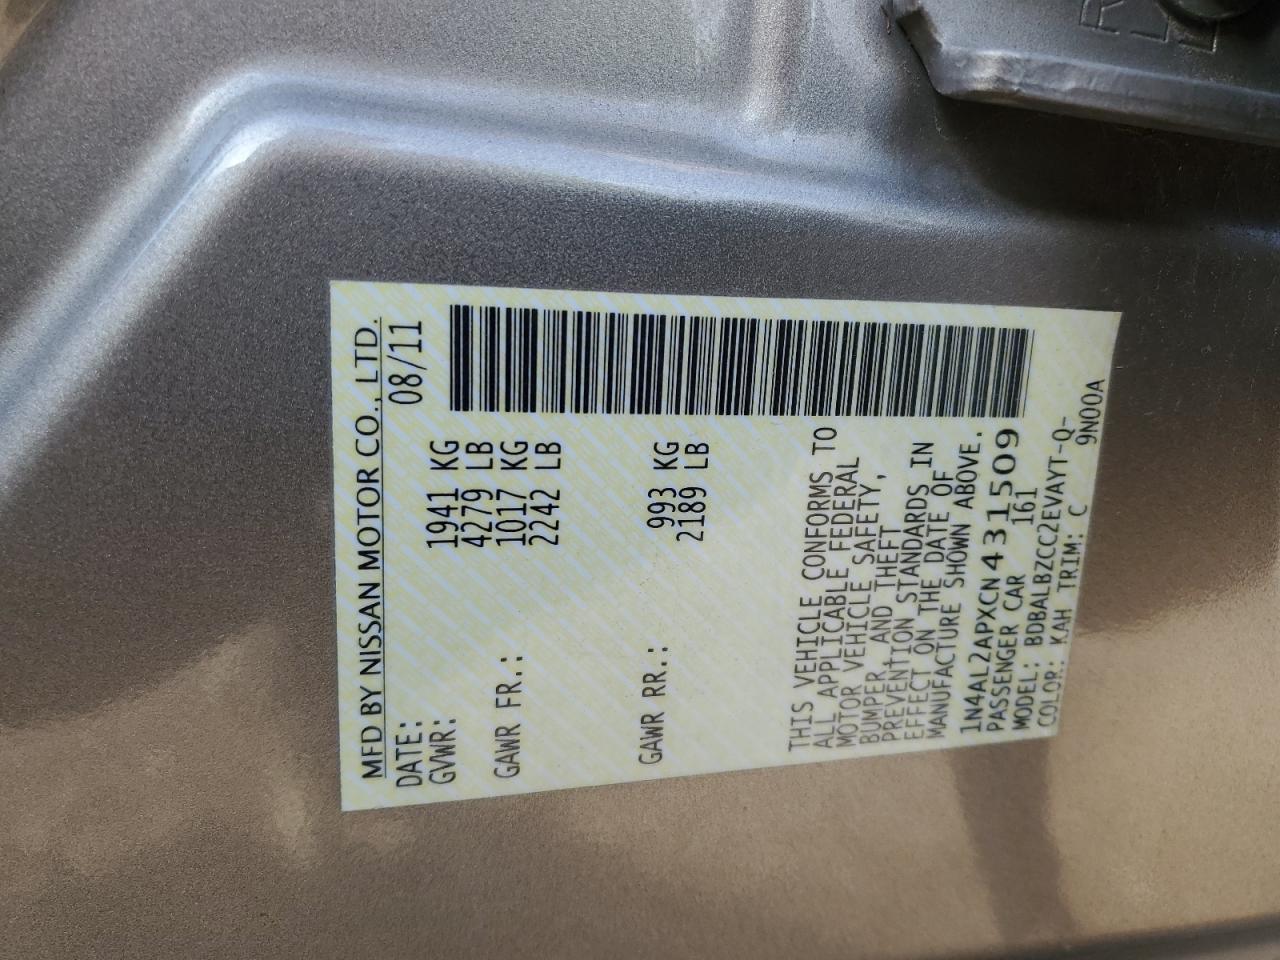 MFD BY NISSAN MOTOR CO., LTD.
DATE: 08/11
GVWR: 1941 KG
4279 LB
GAWR FR.: 1017 KG
2242 LB
GAWR RR.: 993 KG
2189 LB
THIS VEHICLE CONFORMS TO
ALL APPLICABLE FEDERAL
MOTOR VEHICLE SAFETY,
BUMPER AND THEFT
PREVENTION STANDARDS IN
EFFECT ON THE DATE OF
MANUFACTURE SHOWN ABOVE.
1N4AL2APXCN431509
PASSENGER CAR 161
MODEL: BDBALBZCC2EVAYT-Q-
COLOR: KAH TRIM: C 9N00A